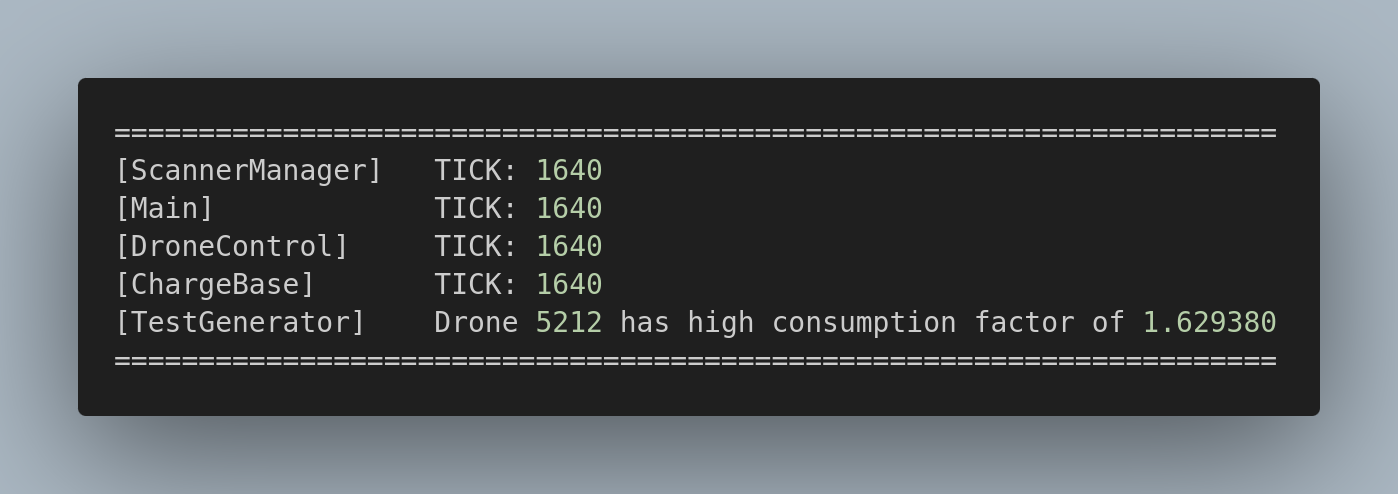 =====================================================================
[ScannerManager]   TICK: 1640
[Main]             TICK: 1640
[DroneControl]     TICK: 1640
[ChargeBase]       TICK: 1640
[TestGenerator]    Drone 5212 has high consumption factor of 1.629380
=====================================================================